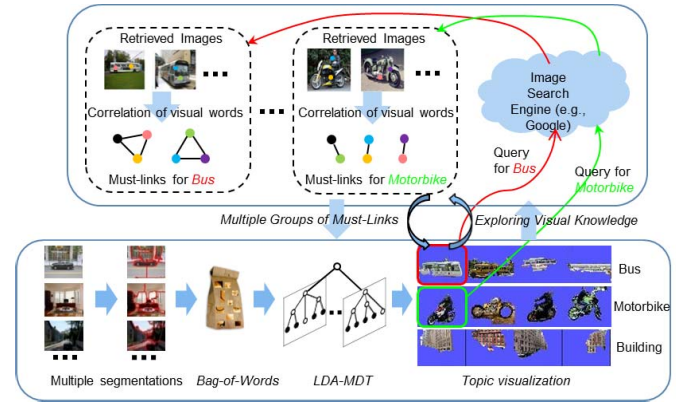 Retrieved Images
Retrieved Images
Correlation of visual words
Correlation of visual words
Must-links for Bus
Must-links for Motorbike
Image
Search
Engine (e.g.,
Google)
Query
for Bus
Query for
Motorbike
Multiple Groups of Must-Links
Exploring Visual Knowledge
Bus
Motorbike
Building
Multiple segmentations
Bag-of-Words
LDA-MDT
Topic visualization